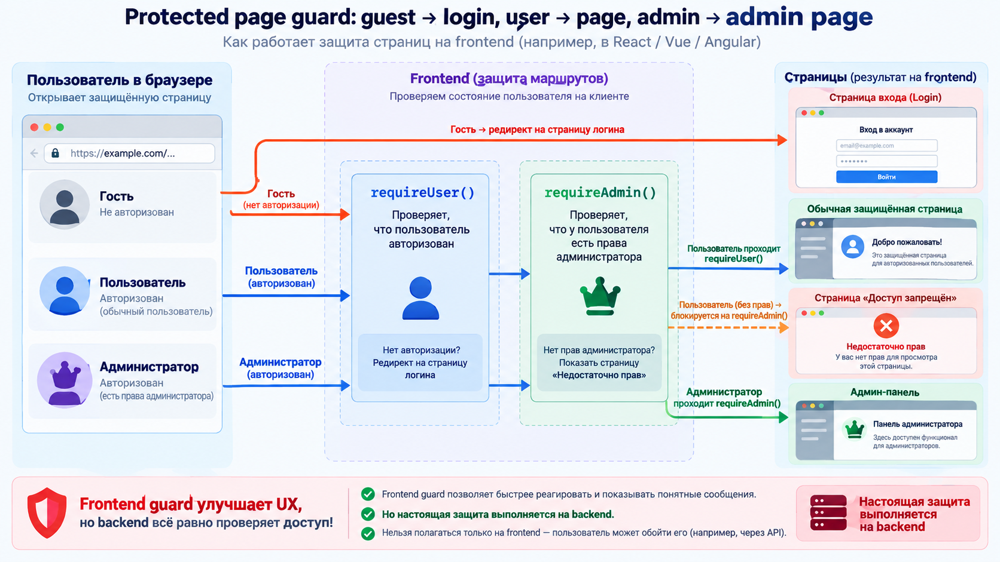 Protected page guard: guest → login, user → page, admin → admin page
Как работает защита страниц на frontend (например, в React / Vue / Angular)
Пользователь в браузере
Открывает защищённую страницу
https://example.com/...
Гость
Не авторизован
Пользователь
Авторизован
(обычный пользователь)
Администратор
Авторизован
(есть права администратора)
Гость
(нет авторизации)
Пользователь
(авторизован)
Администратор
(авторизован)
Frontend (защита маршрутов)
Проверяем состояние пользователя на клиенте
Гость → редирект на страницу логина
requireUser()
Проверяет,
что пользователь
авторизован
Нет авторизации?
Редирект на страницу
логина
requireAdmin()
Проверяет,
что у пользователя
есть права
администратора
Нет прав администратора?
Показать страницу
«Недостаточно прав»
Пользователь проходит
requireUser()
Пользователь (без прав) →
блокируется на requireAdmin()
Администратор
проходит requireAdmin()
Страницы (результат на frontend)
Страница входа (Login)
Вход в аккаунт
email@example.com
•••••••
Войти
Обычная защищённая страница
Добро пожаловать!
Это защищённая страница
для авторизованных пользователей.
Страница «Доступ запрещён»
Недостаточно прав
У вас нет прав для просмотра
этой страницы.
Админ-панель
Панель администратора
Здесь доступен функционал
для администраторов.
Frontend guard улучшает UX,
но backend всё равно проверяет доступ!
Frontend guard позволяет быстрее реагировать и показывать понятные сообщения.
Но настоящая защита выполняется на backend.
Нельзя полагаться только на frontend — пользователь может обойти его (например, через API).
Настоящая защита
выполняется
на backend